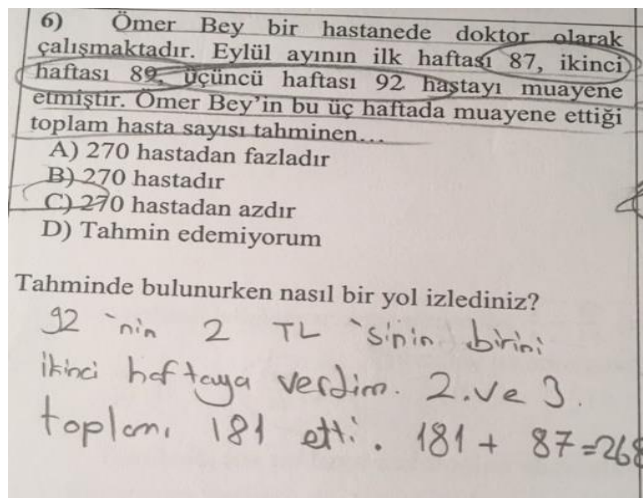 6) Ömer Bey bir hastanede doktor olarak
çalışmaktadır. Eylül ayının ilk haftası 87, ikinci
haftası 89, üçüncü haftası 92 hastayı muayene
etmiştir. Ömer Bey'in bu üç haftada muayene ettiği
toplam hasta sayısı tahminen…
A) 270 hastadan fazladır
B) 270 hastadır
C) 270 hastadan azdır
D) Tahmin edemiyorum
Tahminde bulunurken nasıl bir yol izlediniz?
92 'nin 2 TL 'sinin birini
ikinci haftaya verdim. 2. ve 3.
toplamı 181 etti. 181 + 87=268